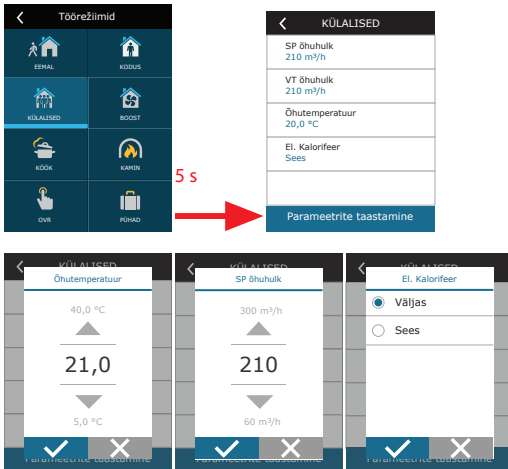 Töörežiimid
EEMAL
KODUS
KÜLALISED
BOOST
KÖÖK
KAMIN
OVR
PÜHAD
5 s
KÜLALISED
SP õhuhulk
210 m³/h
VT õhuhulk
210 m³/h
Õhutemperatuur
20,0 °C
El. Kalorifeer
Sees
Parameetrite taastamine
KÜLALISED
Õhutemperatuur
40,0 °C
21,0
5,0 °C
Parameetrite taastamine
KÜLALISED
SP õhuhulk
300 m³/h
210
60 m³/h
Parameetrite taastamine
KÜLALISED
El. Kalorifeer
Väljas
Sees
Parameetrite taastamine